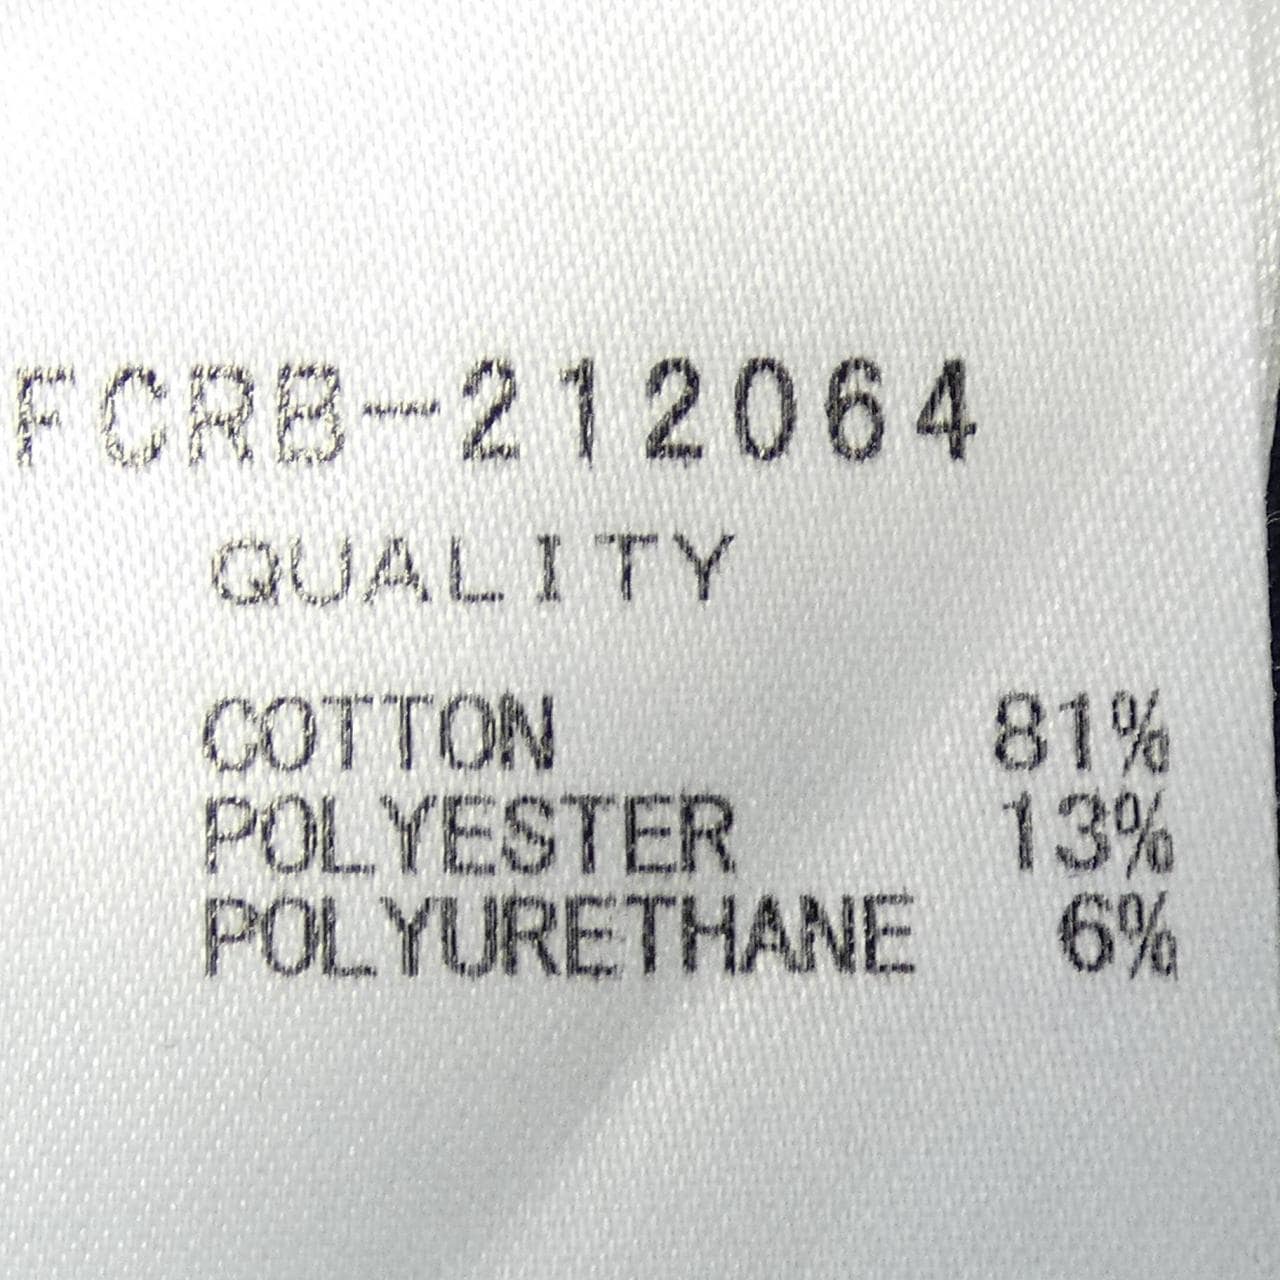 FCRB-212064
QUALITY
COTTON 81%
POLYESTER 13%
POLYURETHANE 6%